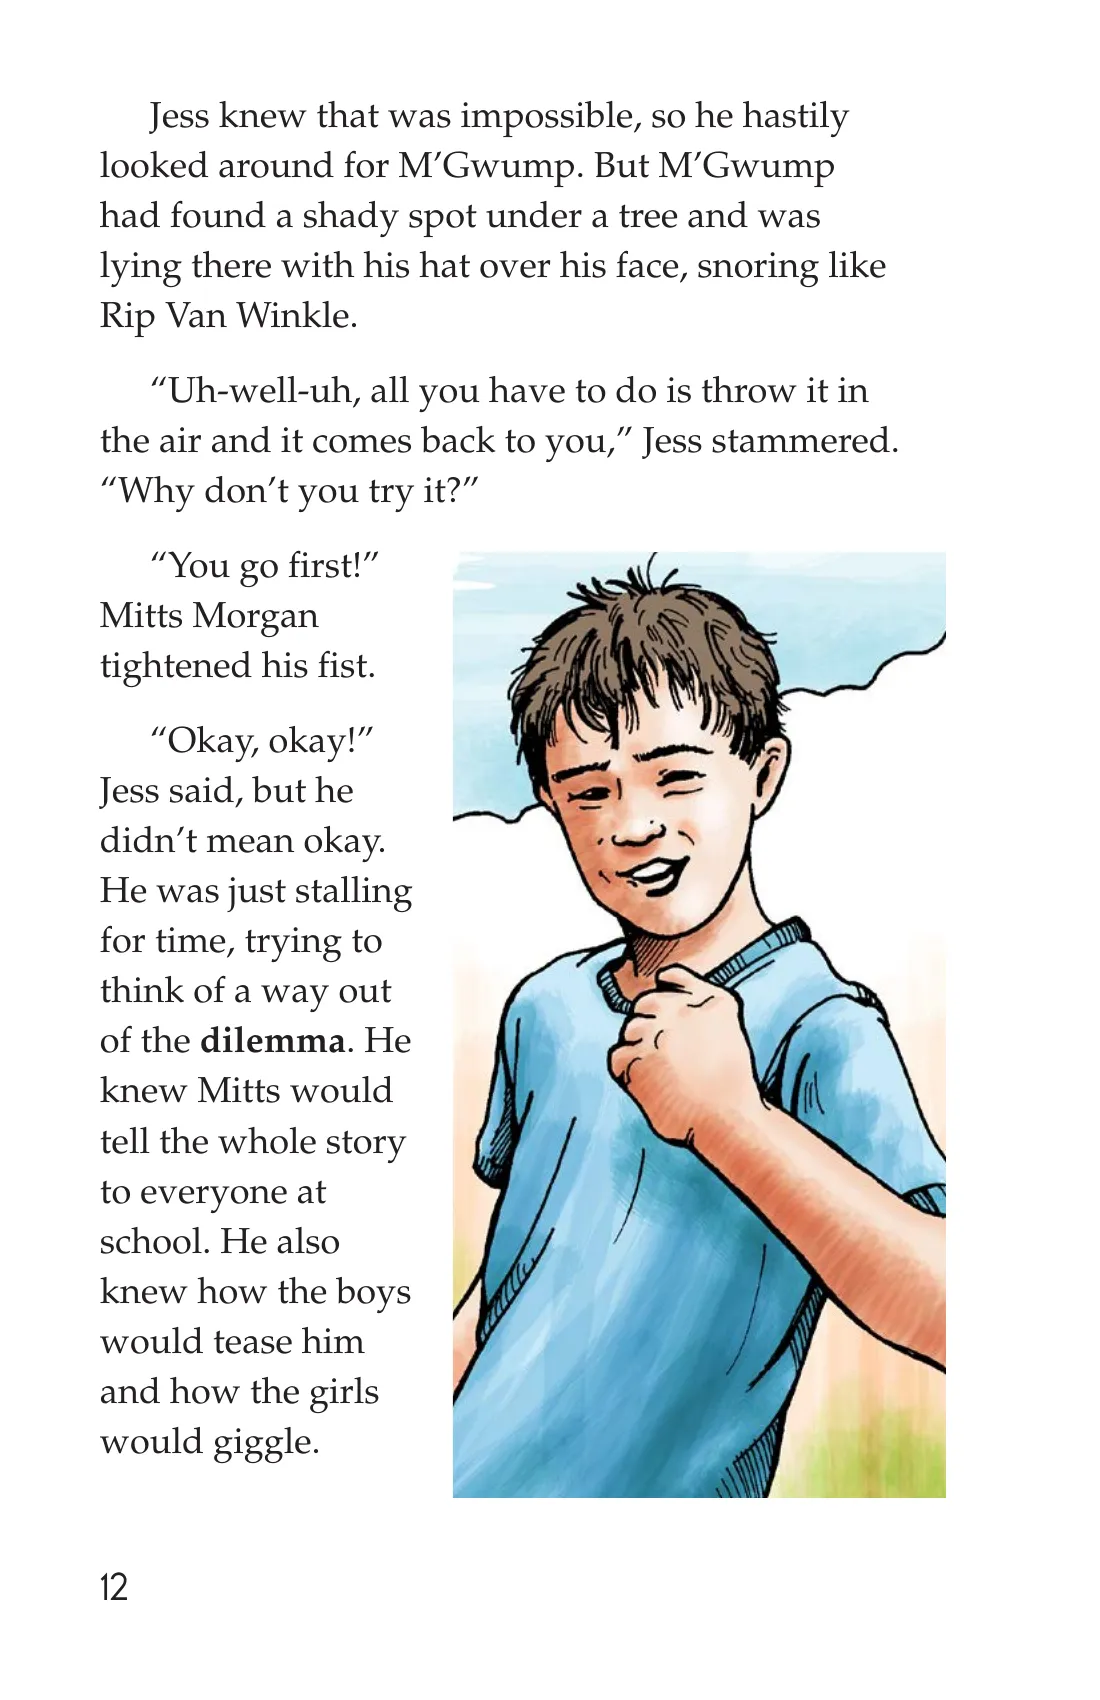 Jess knew that was impossible, so he hastily
looked around for M’Gwump. But M’Gwump
had found a shady spot under a tree and was
lying there with his hat over his face, snoring like
Rip Van Winkle.
“Uh-well-uh, all you have to do is throw it in
the air and it comes back to you,” Jess stammered.
“Why don’t you try it?”
“You go first!”
Mitts Morgan
tightened his fist.
“Okay, okay!”
Jess said, but he
didn’t mean okay.
He was just stalling
for time, trying to
think of a way out
of the dilemma. He
knew Mitts would
tell the whole story
to everyone at
school. He also
knew how the boys
would tease him
and how the girls
would giggle.
12